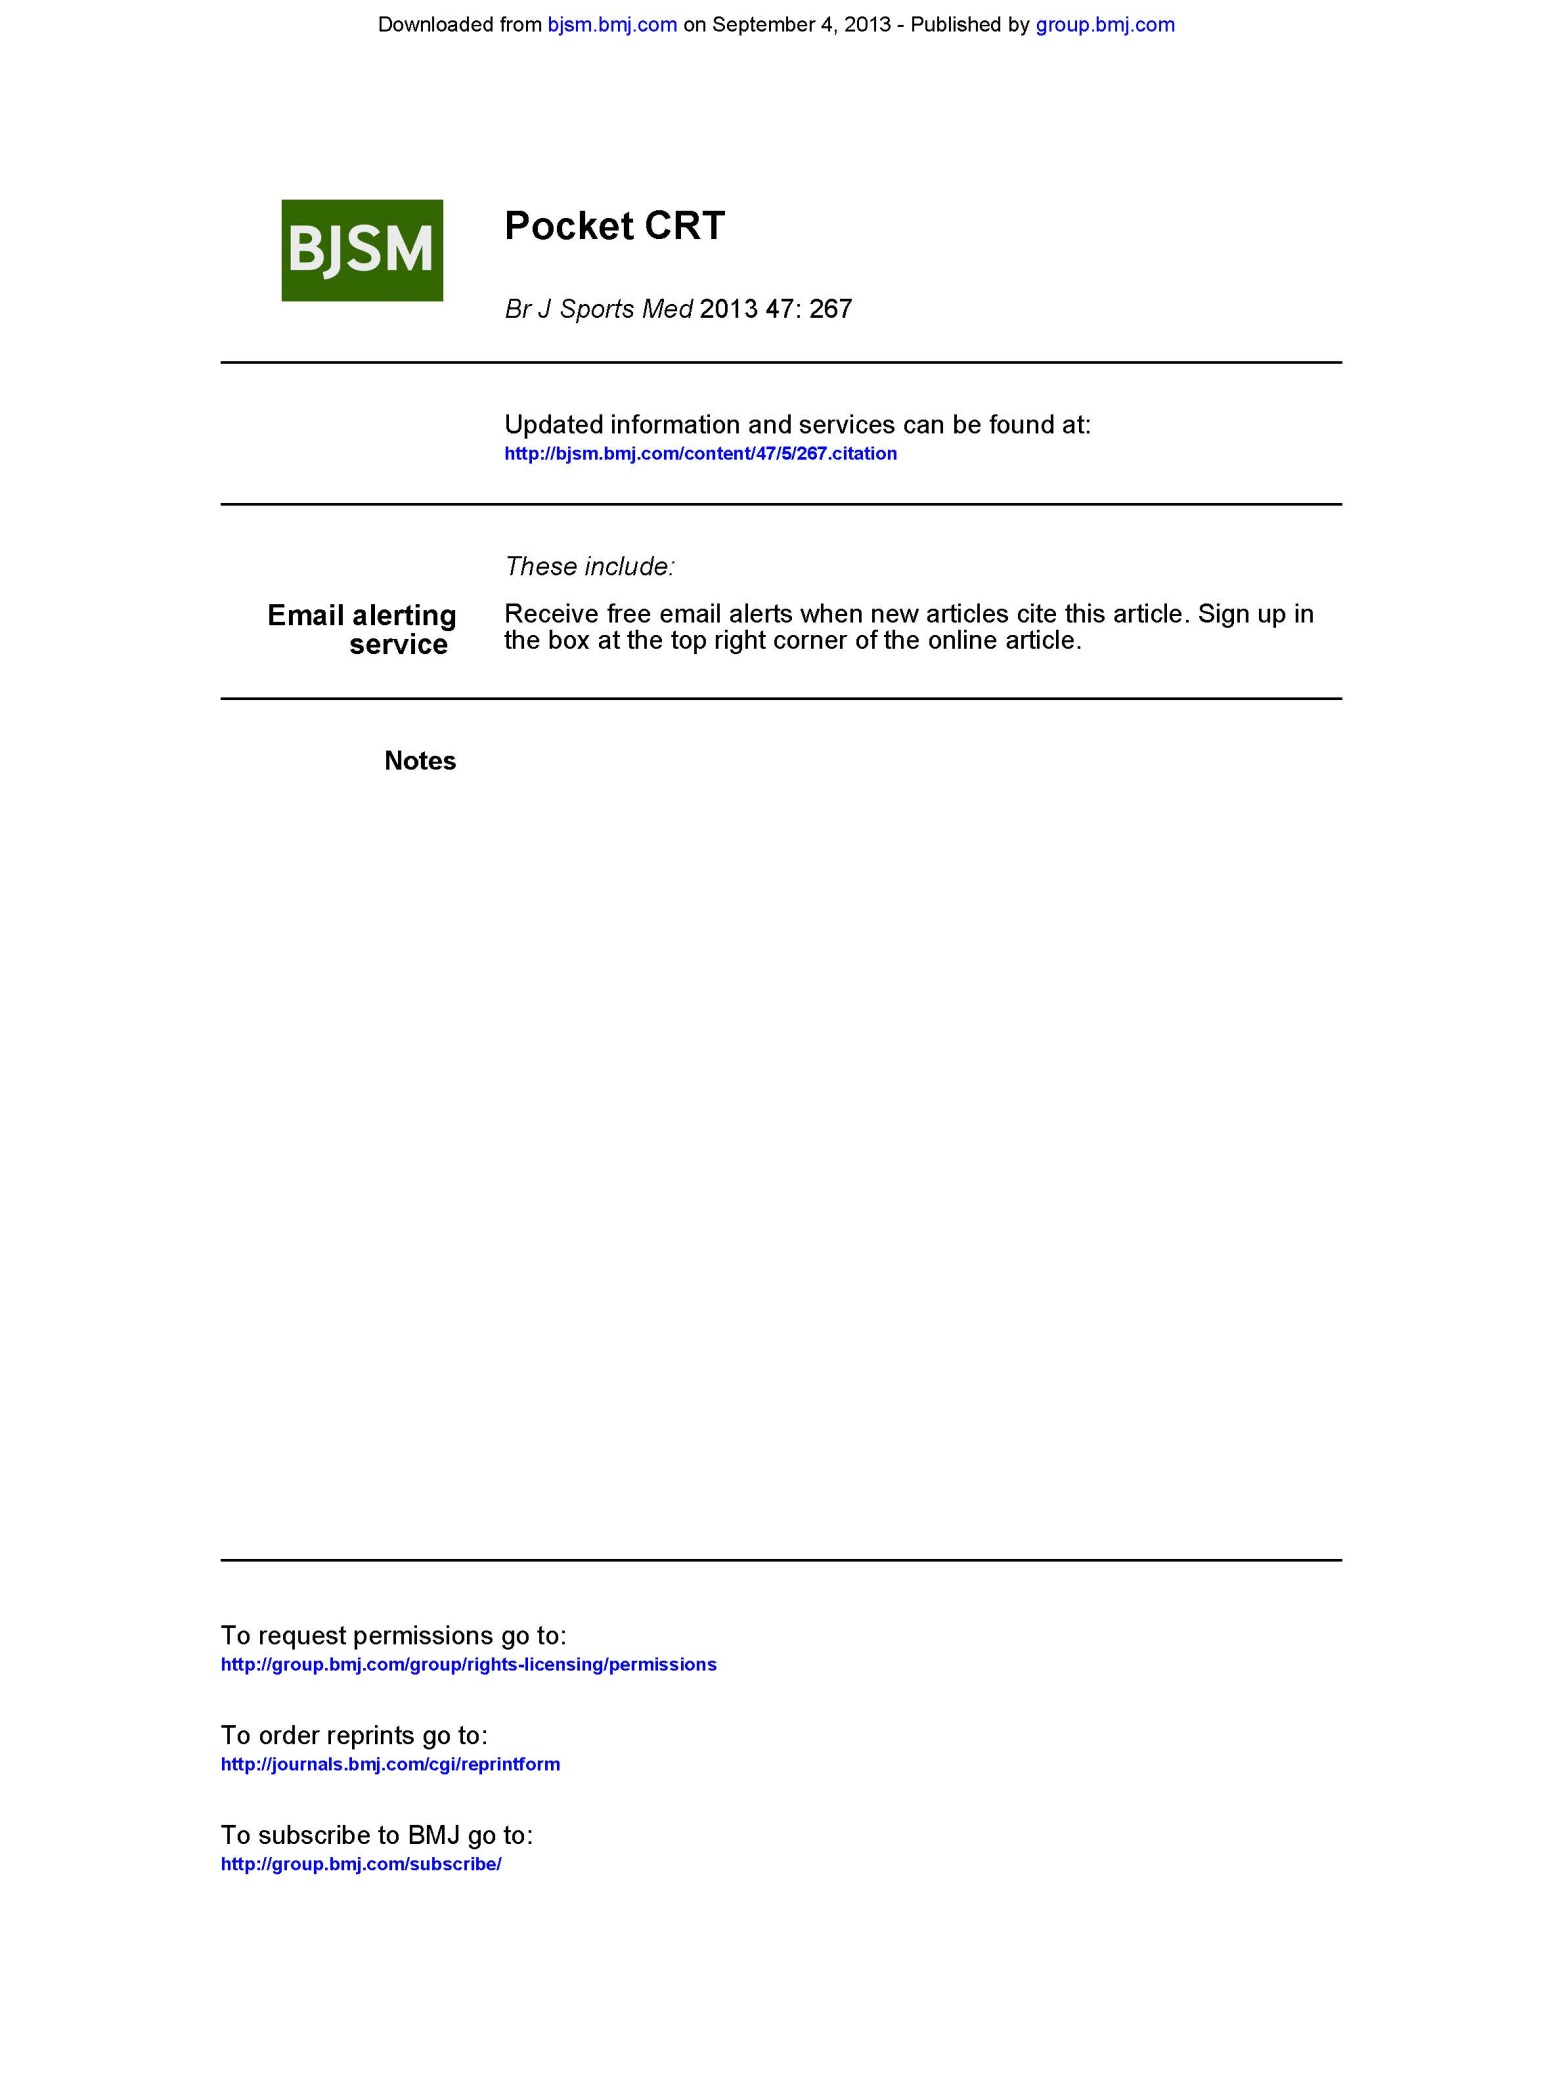 Downloaded from bjsm.bmj.com on September 4, 2013 - Published by group.bmj.com
BJSM
Pocket CRT
Br J Sports Med 2013 47: 267
Updated information and services can be found at:
http://bjsm.bmj.com/content/47/5/267.citation
These include:
Email alerting
service
Receive free email alerts when new articles cite this article. Sign up in
the box at the top right corner of the online article.
Notes
To request permissions go to:
http://group.bmj.com/group/rights-licensing/permissions
To order reprints go to:
http://journals.bmj.com/cgi/reprintform
To subscribe to BMJ go to:
http://group.bmj.com/subscribe/